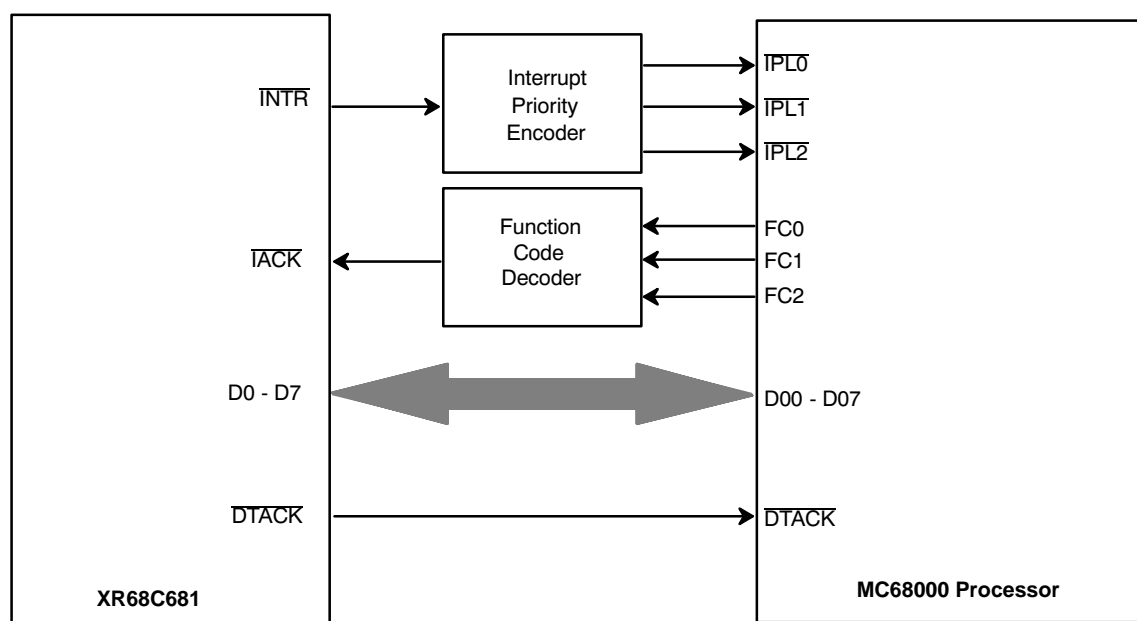 INTR
IACK
D0 - D7
DTACK
XR68C681
Interrupt
Priority
Encoder
Function
Code
Decoder
IPL0
IPL1
IPL2
FC0
FC1
FC2
D00 - D07
DTACK
MC68000 Processor